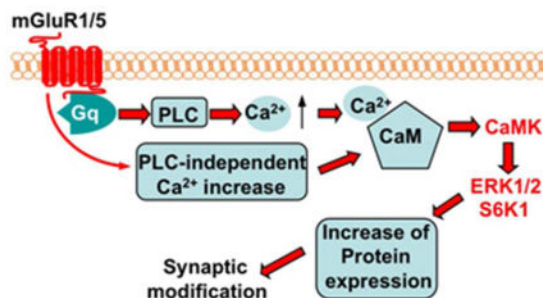 mGluR1/5
Gq
PLC
Ca²⁺
Ca²⁺
CaM
CaMK
PLC-independent
Ca²⁺ increase
ERK1/2
S6K1
Increase of
Protein
expression
Synaptic
modification